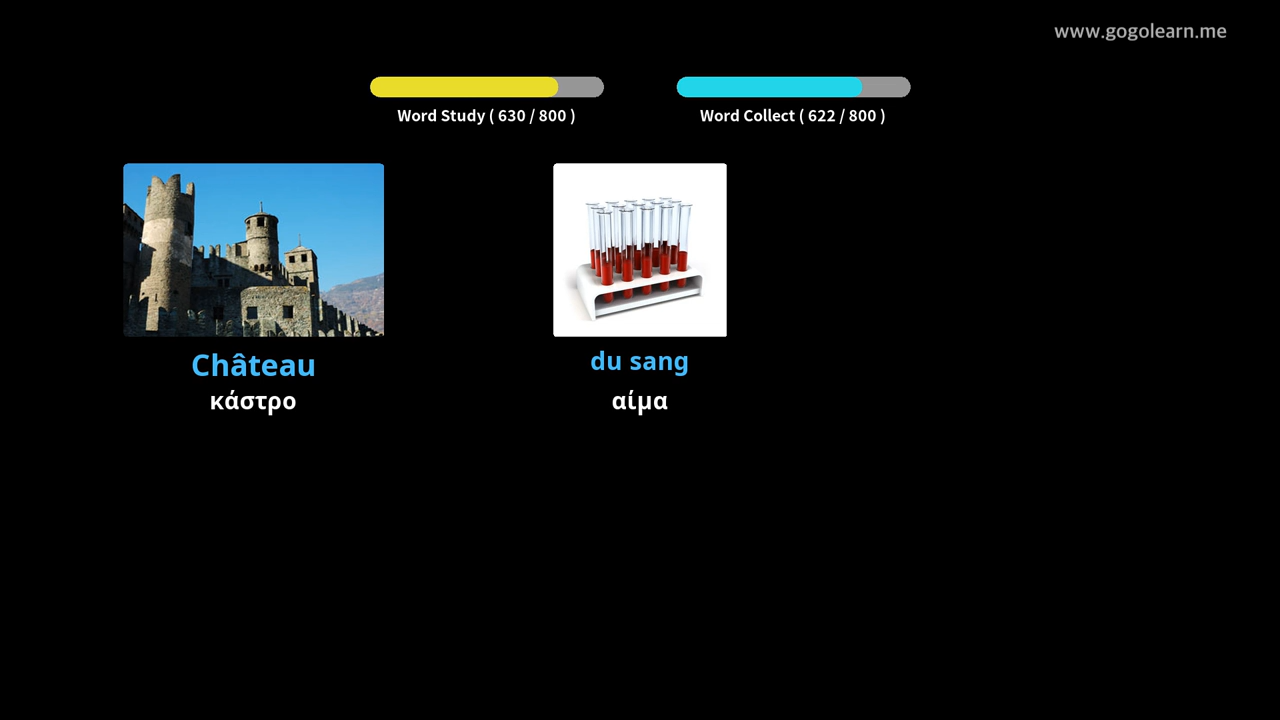 www.gogolearn.me
Word Study ( 630 / 800 )
Word Collect ( 622 / 800 )
Château
κάστρο
du sang
αίμα